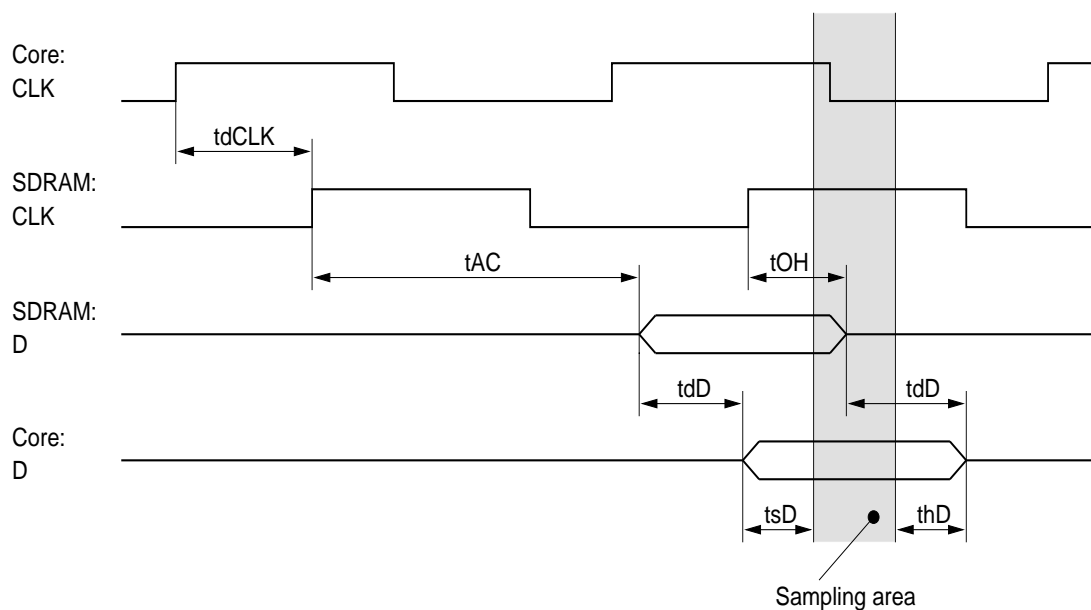 Core:
CLK
tdCLK
SDRAM:
CLK
tAC
tOH
SDRAM:
D
tdD
tdD
Core:
D
tsD
thD
Sampling area